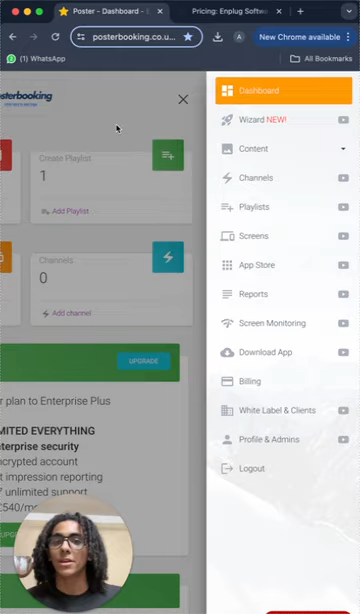 Poster - Dashboard -
Pricing: Enplug Softw
posterbooking.co.u...
A
New Chrome available
(1) WhatsApp
All Bookmarks
sterbooking
Dashboard
Wizard NEW!
Content
Channels
Playlists
Screens
App Store
Reports
Screen Monitoring
Download App
Billing
White Label & Clients
Profile & Admins
Logout
Create Playlist
1
Add Playlist
Channels
0
Add channel
UPGRADE
r plan to Enterprise Plus
MITED EVERYTHING
terprise security
crypted account
t impression reporting
7 unlimited support
£540/m